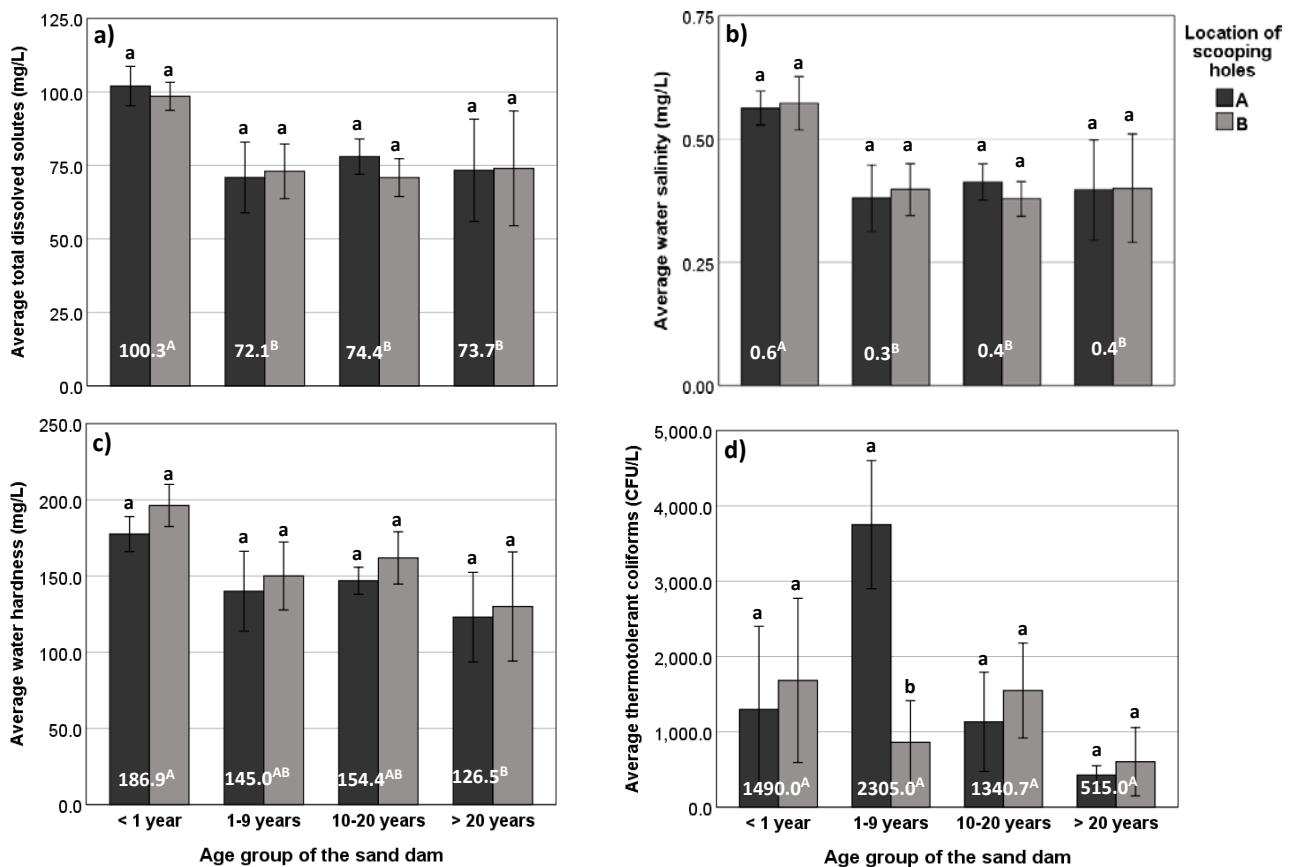 a)
Average total dissolved solutes (mg/L)
125.0
100.0
75.0
50.0
25.0
0.0
a a a a a a a a
100.3A 72.1B 74.4B 73.7B
b)
Average water salinity (mg/L)
0.75
0.50
0.25
0.00
a a a a a a a a
0.6A 0.3B 0.4B 0.4B
Location of
scooping
holes
A
B
c)
Average water hardness (mg/L)
250.0
200.0
150.0
100.0
50.0
0.0
a a a a a a a a
186.9A 145.0AB 154.4AB 126.5B
< 1 year 1-9 years 10-20 years > 20 years
Age group of the sand dam
d)
Average thermotolerant coliforms (CFU/L)
5,000.0
4,000.0
3,000.0
2,000.0
1,000.0
0.0
a a a b a a a a
1490.0A 2305.0A 1340.7A 515.0A
< 1 year 1-9 years 10-20 years > 20 years
Age group of the sand dam